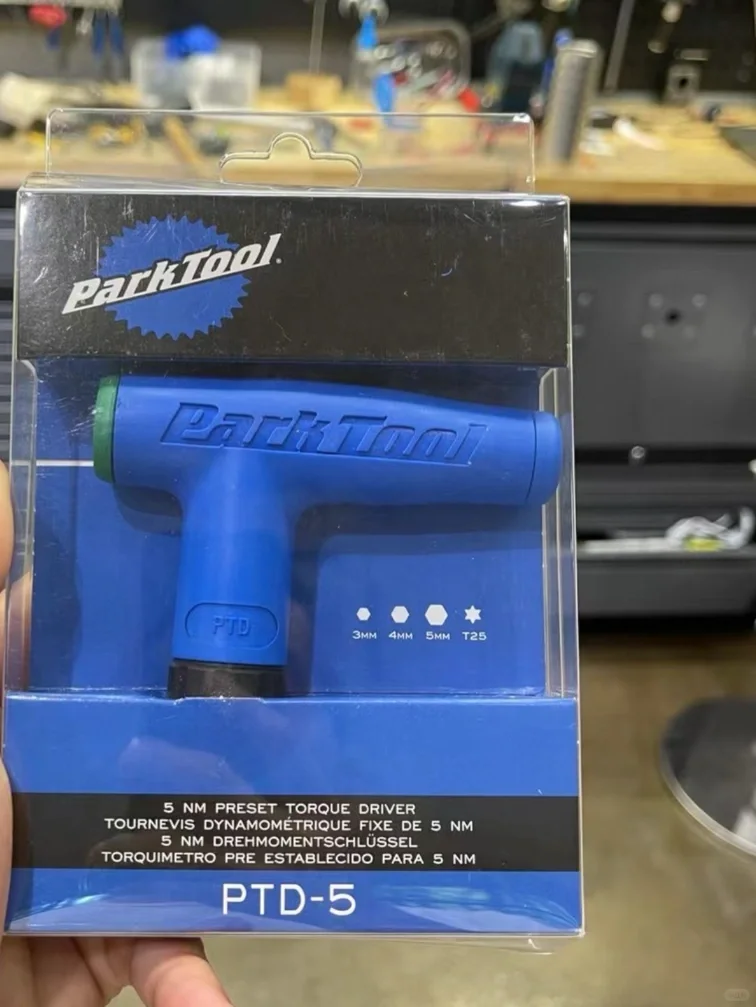 ParkTool®
ParkTool
PTD
3MM 4MM 5MM T25
5 NM PRESET TORQUE DRIVER
TOURNEVIS DYNAMOMÉTRIQUE FIXE DE 5 NM
5 NM DREHMOMENTSCHLÜSSEL
TORQUIMETRO PRE ESTABLECIDO PARA 5 NM
PTD-5